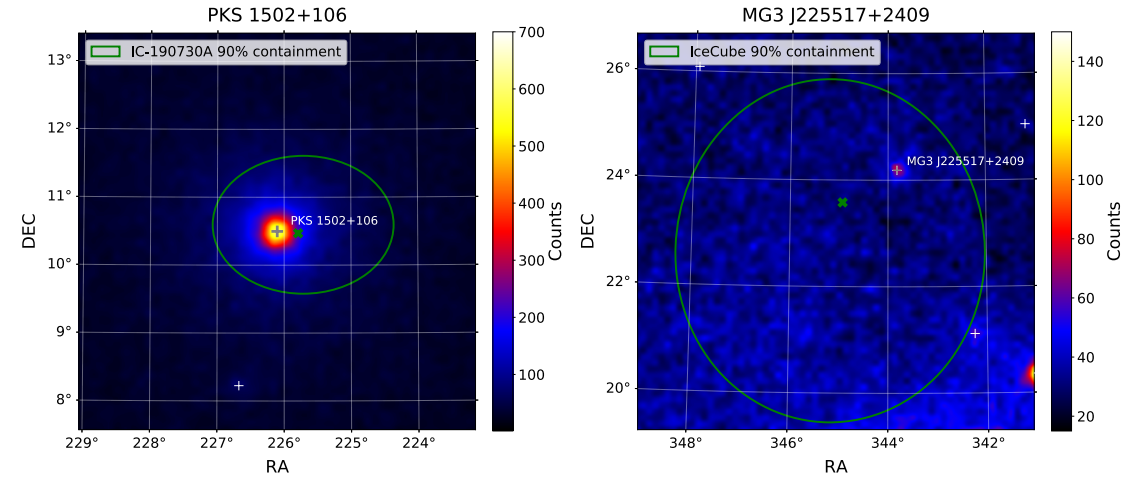 PKS 1502+106
IC-190730A 90% containment
PKS 1502+106
13°
12°
11°
10°
9°
8°
DEC
229°
228°
227°
226°
225°
224°
RA
700
600
500
400
300
200
100
Counts
MG3 J225517+2409
IceCube 90% containment
MG3 J225517+2409
26°
24°
22°
20°
DEC
348°
346°
344°
342°
RA
140
120
100
80
60
40
20
Counts